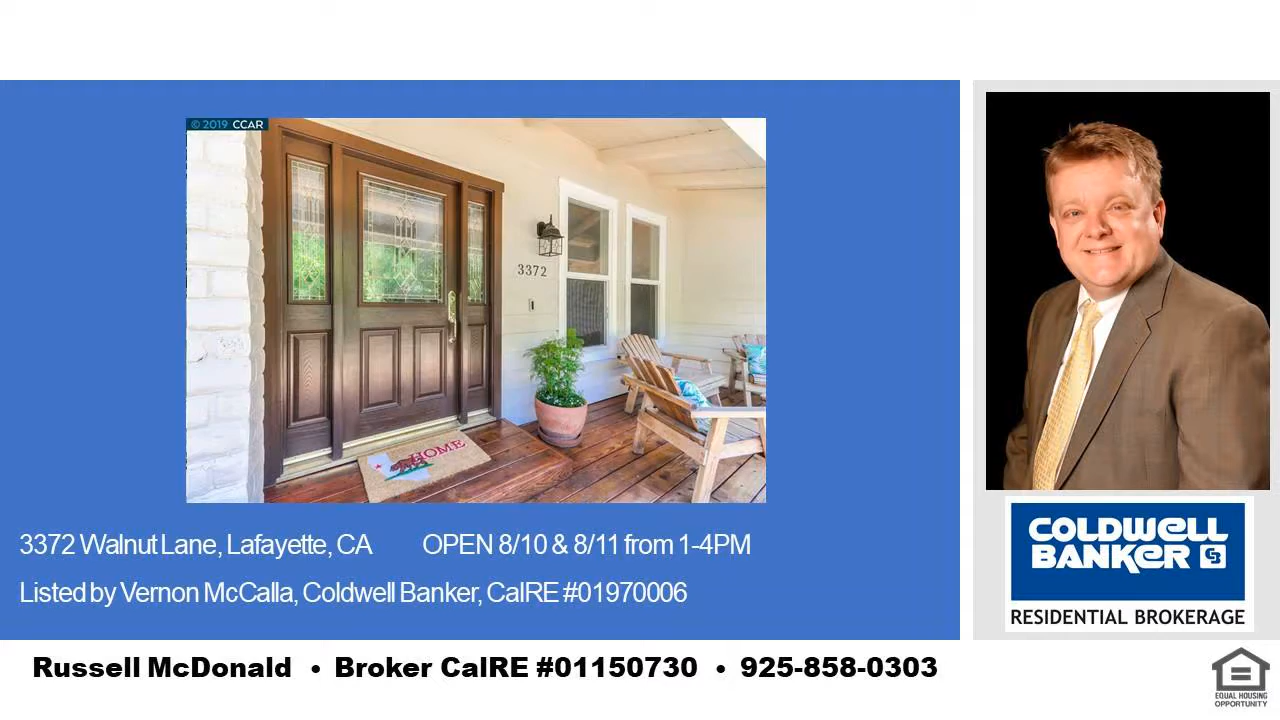 © 2019 CCAR
3372
HOME
3372 Walnut Lane, Lafayette, CA OPEN 8/10 & 8/11 from 1-4PM
Listed by Vernon McCalla, Coldwell Banker, CalRE #01970006
COLDWELL
BANKER CB
RESIDENTIAL BROKERAGE
Russell McDonald • Broker CalRE #01150730 • 925-858-0303
EQUAL HOUSING
OPPORTUNITY